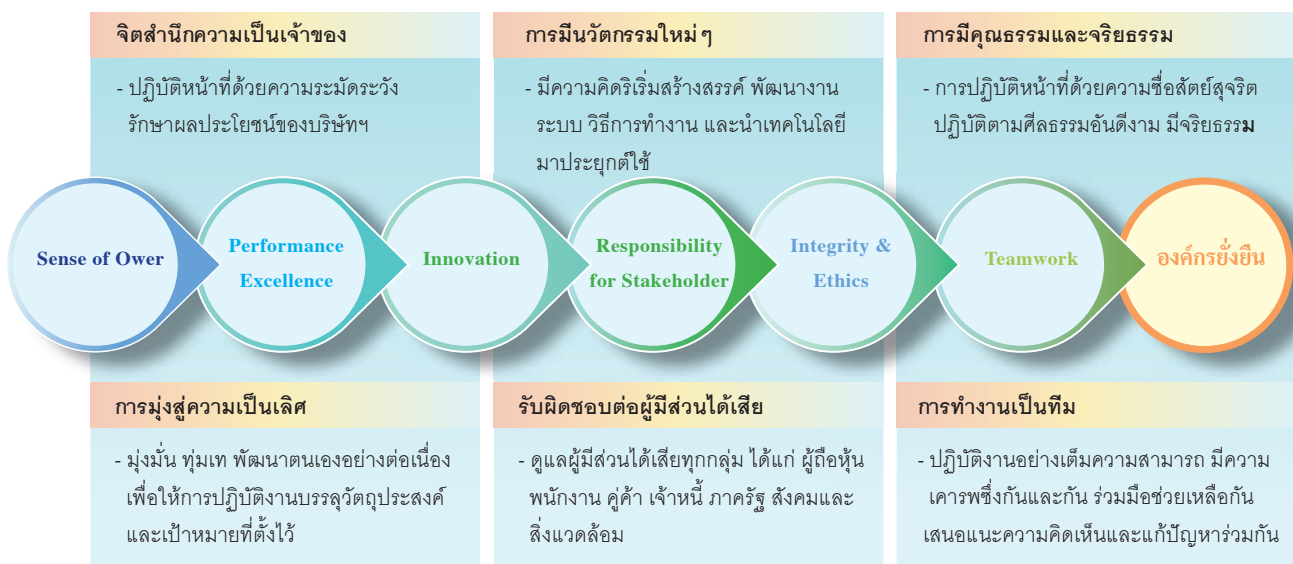 จิตสำนึกความเป็นเจ้าของ
- ปฏิบัติหน้าที่ด้วยความระมัดระวัง
รักษาผลประโยชน์ของบริษัทฯ
การมีนวัตกรรมใหม่ๆ
- มีความคิดริเริ่มสร้างสรรค์ พัฒนางาน
ระบบ วิธีการทำงาน และนำเทคโนโลยี
มาประยุกต์ใช้
การมีคุณธรรมและจริยธรรม
- การปฏิบัติหน้าที่ด้วยความซื่อสัตย์สุจริต
ปฏิบัติตามศีลธรรมอันดีงาม มีจริยธรรม
Sense of Ower
Performance
Excellence
Innovation
Responsibility
for Stakeholder
Integrity &
Ethics
Teamwork
องค์กรยั่งยืน
การมุ่งสู่ความเป็นเลิศ
- มุ่งมั่น ทุ่มเท พัฒนาตนเองอย่างต่อเนื่อง
เพื่อให้การปฏิบัติงานบรรลุวัตถุประสงค์
และเป้าหมายที่ตั้งไว้
รับผิดชอบต่อผู้มีส่วนได้เสีย
- ดูแลผู้มีส่วนได้เสียทุกกลุ่ม ได้แก่ ผู้ถือหุ้น
พนักงาน คู่ค้า เจ้าหนี้ ภาครัฐ สังคมและ
สิ่งแวดล้อม
การทำงานเป็นทีม
- ปฏิบัติงานอย่างเต็มความสามารถ มีความ
เคารพซึ่งกันและกัน ร่วมมือช่วยเหลือกัน
เสนอแนะความคิดเห็นและแก้ปัญหาร่วมกัน